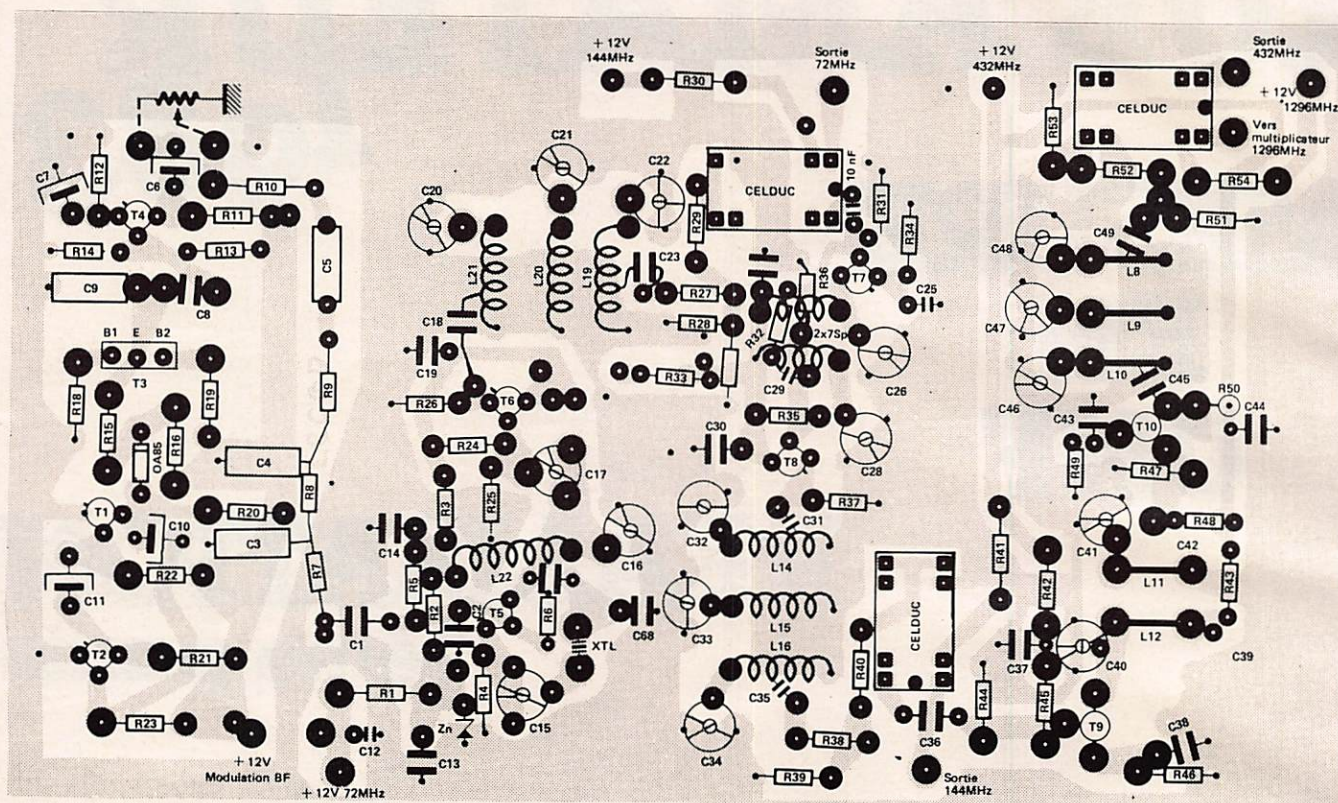 + 12V
144MHz
R30
Sortie
72MHz
+ 12V
432MHz
Sortie
432MHz
+ 12V
1296MHz
Vers
multiplicateur
1296MHz
CELDUC
R53
R52
R54
R51
C7
R12
C6
R10
T4
R11
R14
R13
C5
C9
C8
C20
C21
C22
L21
L20
L19
C23
R29
CELDUC
10 nF
R31
R34
T7
C25
R27
R28
R36
R32
2x7Sp
C26
C29
R33
C18
C19
C48
C49
L8
C47
L9
L10
C46
C45
R50
C44
C43
T10
R49
R47
B1 E B2
T3
R18
R15
OA85
R16
R19
R9
R26
T6
R24
R35
C30
T8
C28
C4
R8
R3
R25
C17
T1
C10
R20
C3
R22
C11
R7
C14
R5
R2
L22
C16
C32
C31
R37
L14
R41
R42
C41
R48
C42
L11
R43
T5
R6
C68
C33
L15
L16
CELDUC
L12
C39
C1
XTL
T2
R21
R1
R4
C15
C35
R40
C37
C40
R44
R45
R23
Zn
C12
C13
C34
R38
C36
T9
C38
R46
+ 12V
Modulation BF
+ 12V 72MHz
R39
Sortie
144MHz